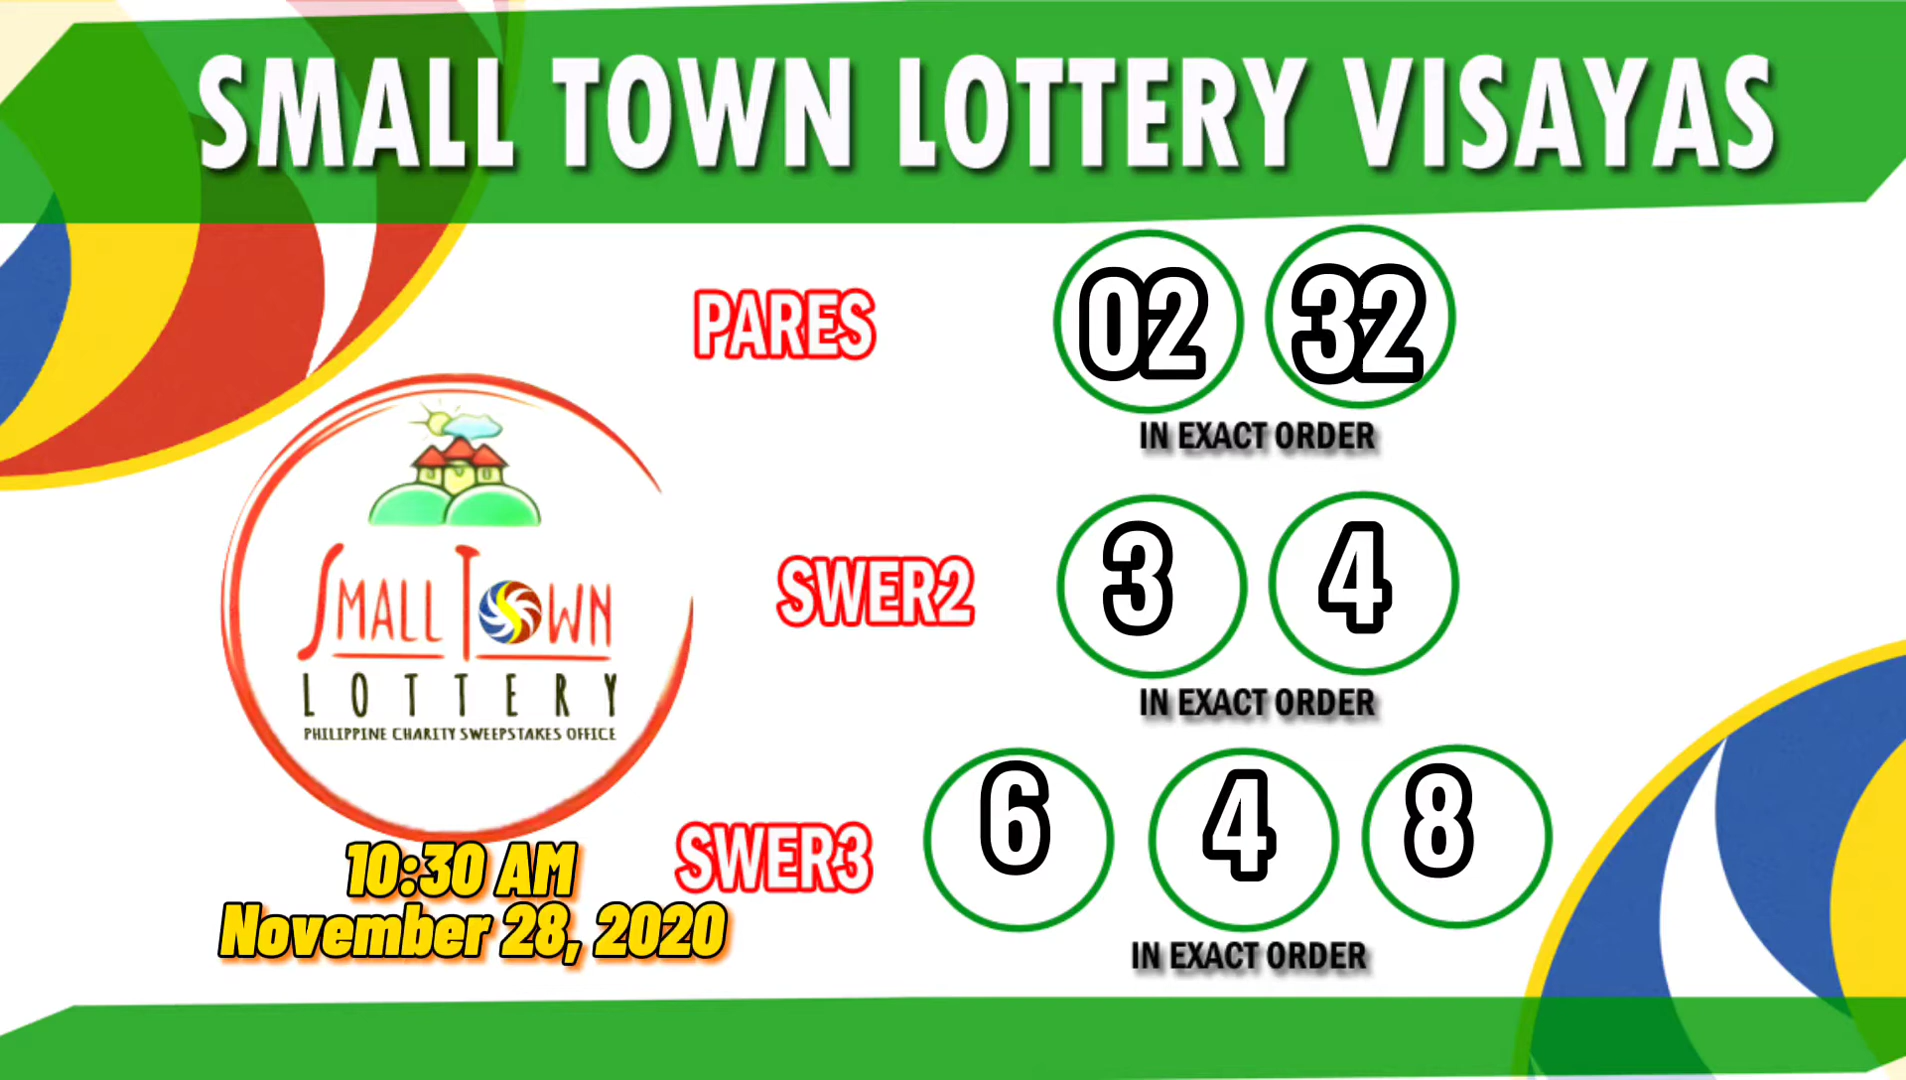 SMALL TOWN LOTTERY VISAYAS
PARES
02 32
IN EXACT ORDER
SMALL TOWN
LOTTERY
PHILIPPINE CHARITY SWEEPSTAKES OFFICE
SWER2
3 4
IN EXACT ORDER
SWER3
6 4 8
IN EXACT ORDER
10:30 AM
November 28, 2020